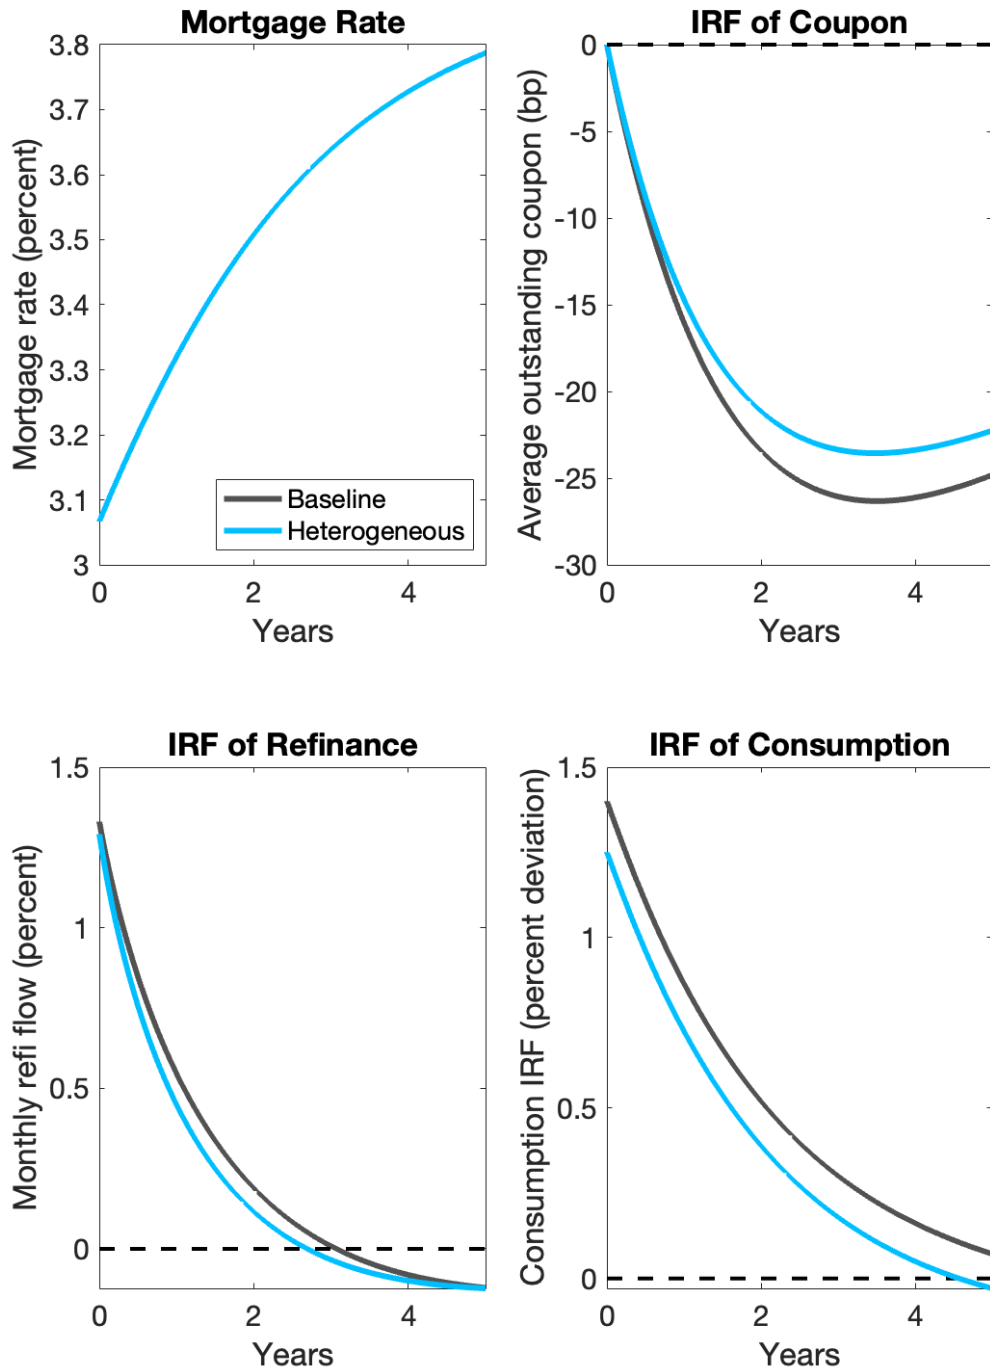 Mortgage Rate
3.8
3.7
3.6
3.5
3.4
3.3
3.2
3.1
3
Mortgage rate (percent)
Baseline
Heterogeneous
0
2
4
Years
IRF of Coupon
0
-5
-10
-15
-20
-25
-30
Average outstanding coupon (bp)
0
2
4
Years
IRF of Refinance
1.5
1
0.5
0
Monthly refi flow (percent)
0
2
4
Years
IRF of Consumption
1.5
1
0.5
0
Consumption IRF (percent deviation)
0
2
4
Years